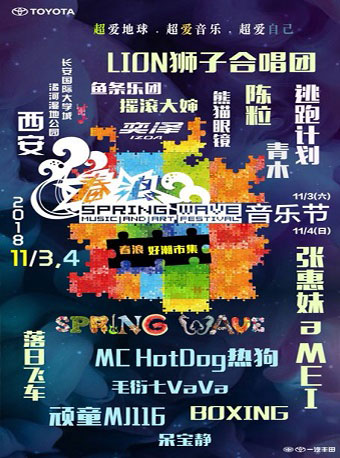 TOYOTA
超爱地球．超爱音乐．超爱自己
LION狮子合唱团
长安国际大学城
潏河湿地公园
西安
鱼条乐团
摇滚大婶
奕泽
IZOA
熊猫眼镜
陈粒
青木
逃跑计划
春浪
SPRING WAVE
MUSIC AND ART FESTIVAL
音乐节
11/3(六)
11/4(日)
2018
11/3,4
春浪 好潮市集
张惠妹aMEI
SPRING WAVE
落日飞车
MC HotDog热狗
毛衍七VaVa
顽童MJ116
BOXING
呆宝静
一汽丰田